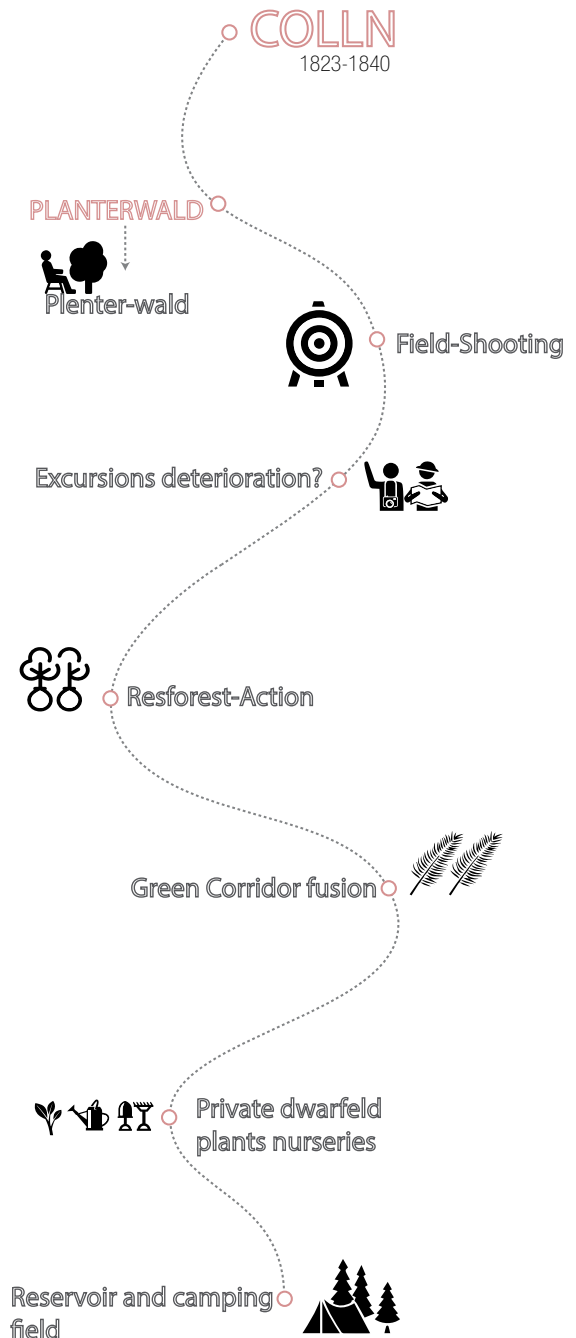 COLLN
1823-1840
PLANTERWALD
Plenter-wald
Field-Shooting
Excursions deterioration?
Resforest-Action
Green Corridor fusion
Private dwarfeld
plants nurseries
Reservoir and camping
field